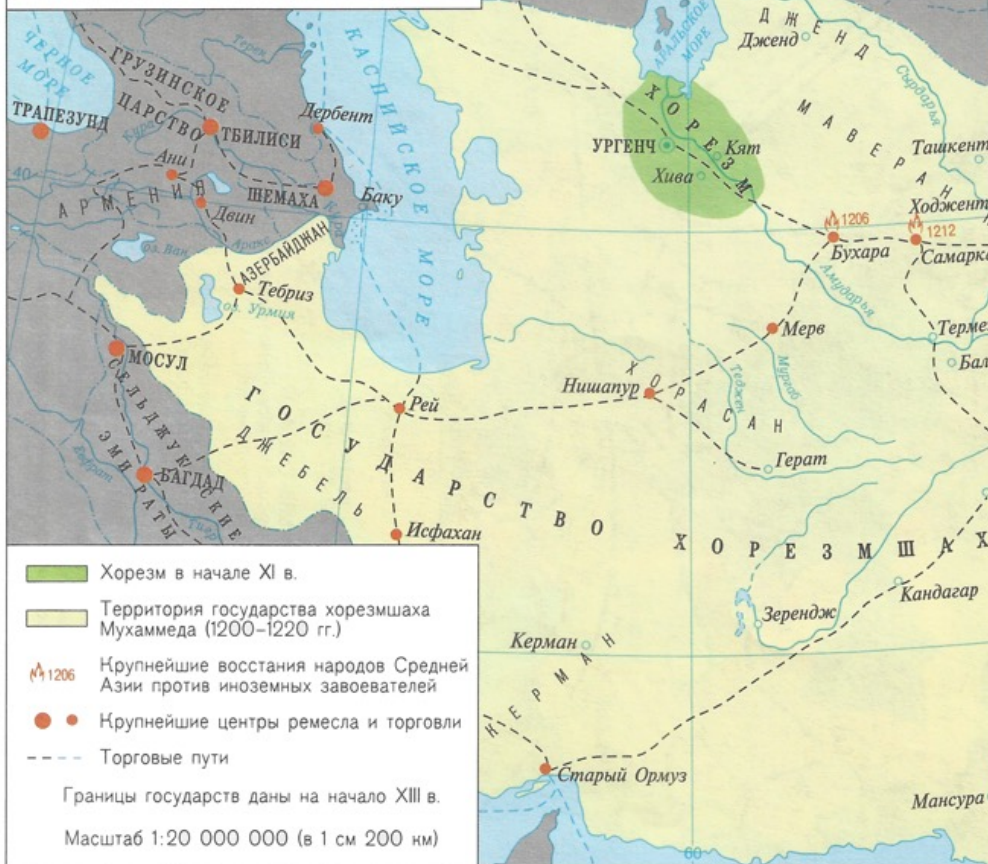 ЧЕРНОЕ
МОРЕ
ТРАПЕЗУНД
ГРУЗИНСКОЕ
ЦАРСТВО
Терек
Кура
ТБИЛИСИ
Дербент
КАСПИЙСКОЕ МОРЕ
АРАЛЬСКОЕ
МОРЕ
ДЖЕНД
Дженд
Сырдарья
МАВЕРАН
Ташкент
ХОРЕЗМ
УРГЕНЧ
Кят
Хива
Ходжент
40
Ани
АРМЕНИЯ
Двин
ШЕМАХА
Баку
Аракс
Кура
оз. Ван
АЗЕРБАЙДЖАН
Тебриз
оз. Урмия
1206
Бухара
1212
Самарка
Амударья
Мерв
Терме
Бал
МОСУЛ
СЕЛЬДЖУКСКИЕ
ЭМИРАТЫ
Евфрат
БАГДАД
Тигр
Рей
Нишапур
ХОРАСАН
Теджен
Мургаб
Герат
ДЖЕБЕЛЬ
ГОСУДАРСТВО ХОРЕЗМШАХ
Исфахан
Кандагар
Зерендж
Керман
КЕРМАН
Старый Ормуз
Мансура
60
Хорезм в начале XI в.
Территория государства хорезмшаха
Мухаммеда (1200–1220 гг.)
1206
Крупнейшие восстания народов Средней
Азии против иноземных завоевателей
Крупнейшие центры ремесла и торговли
Торговые пути
Границы государств даны на начало XIII в.
Масштаб 1:20 000 000 (в 1 см 200 км)